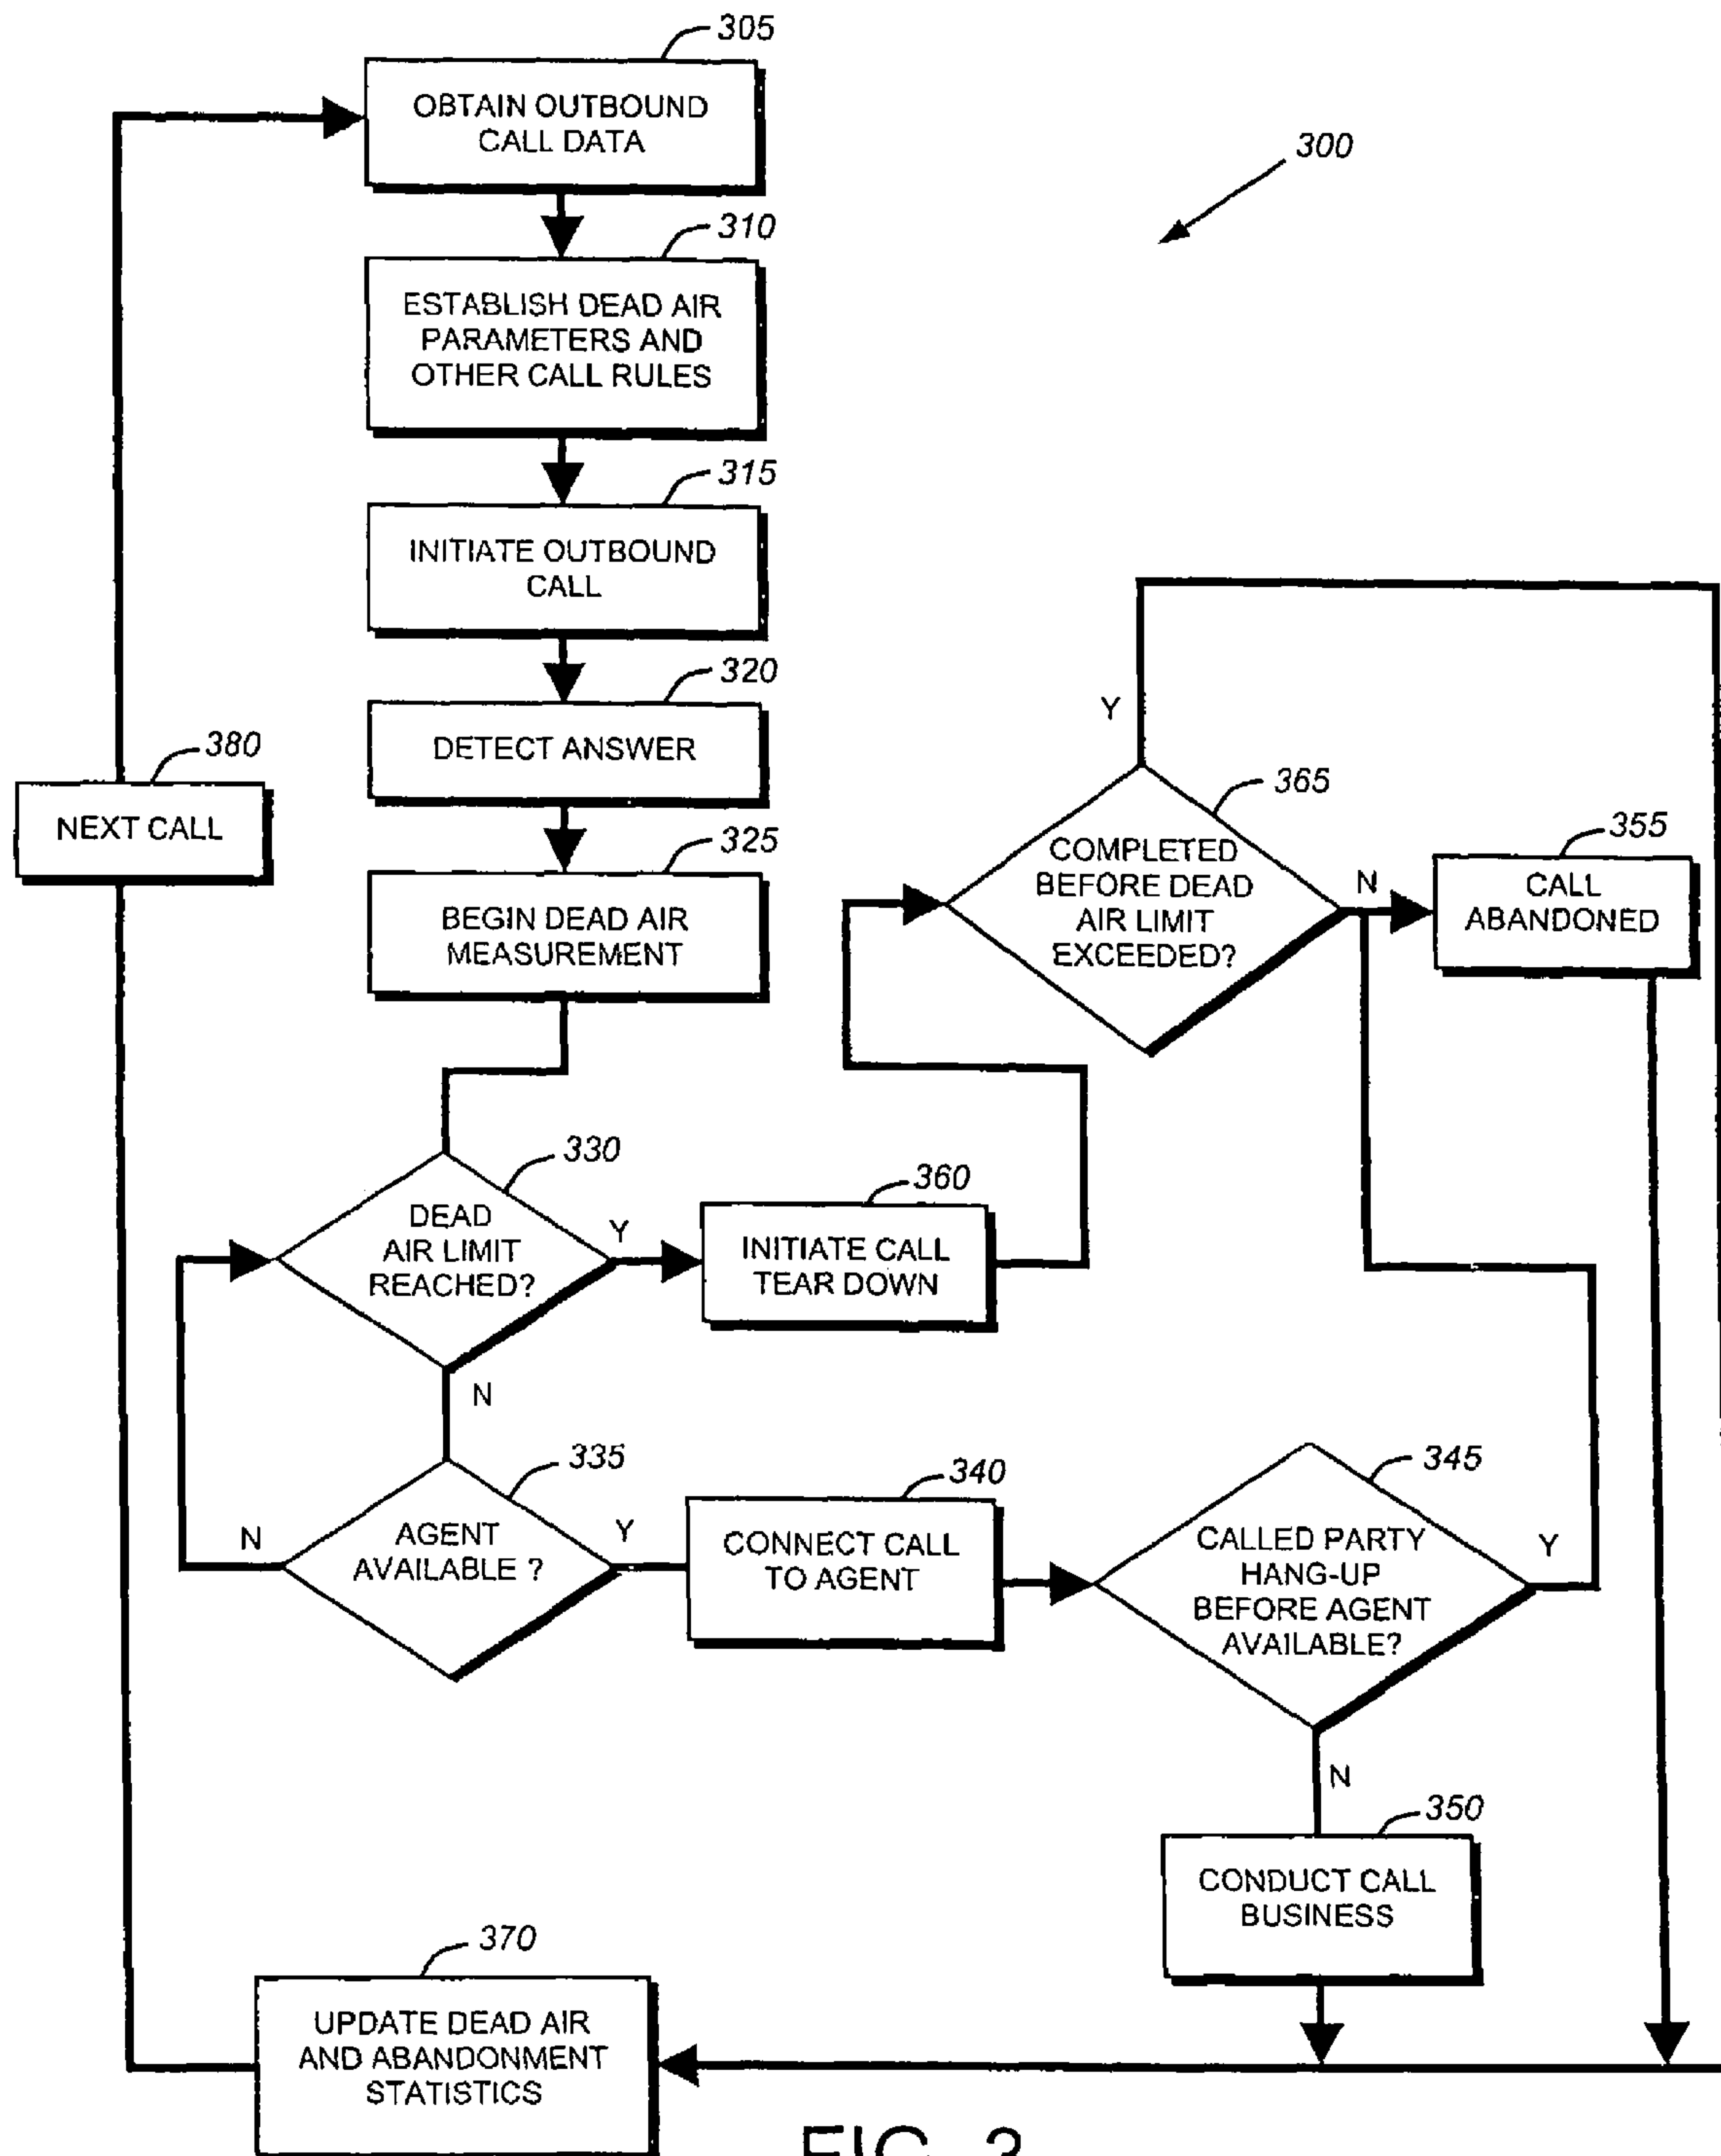 305
OBTAIN OUTBOUND
CALL DATA
300
310
ESTABLISH DEAD AIR
PARAMETERS AND
OTHER CALL RULES
315
INITIATE OUTBOUND
CALL
320
DETECT ANSWER
380
NEXT CALL
325
BEGIN DEAD AIR
MEASUREMENT
Y
365
COMPLETED
BEFORE DEAD
AIR LIMIT
EXCEEDED?
N
355
CALL
ABANDONED
330
DEAD
AIR LIMIT
REACHED?
Y
N
360
INITIATE CALL
TEAR DOWN
335
AGENT
AVAILABLE ?
N
Y
340
CONNECT CALL
TO AGENT
345
CALLED PARTY
HANG-UP
BEFORE AGENT
AVAILABLE?
Y
N
350
CONDUCT CALL
BUSINESS
370
UPDATE DEAD AIR
AND ABANDONMENT
STATISTICS